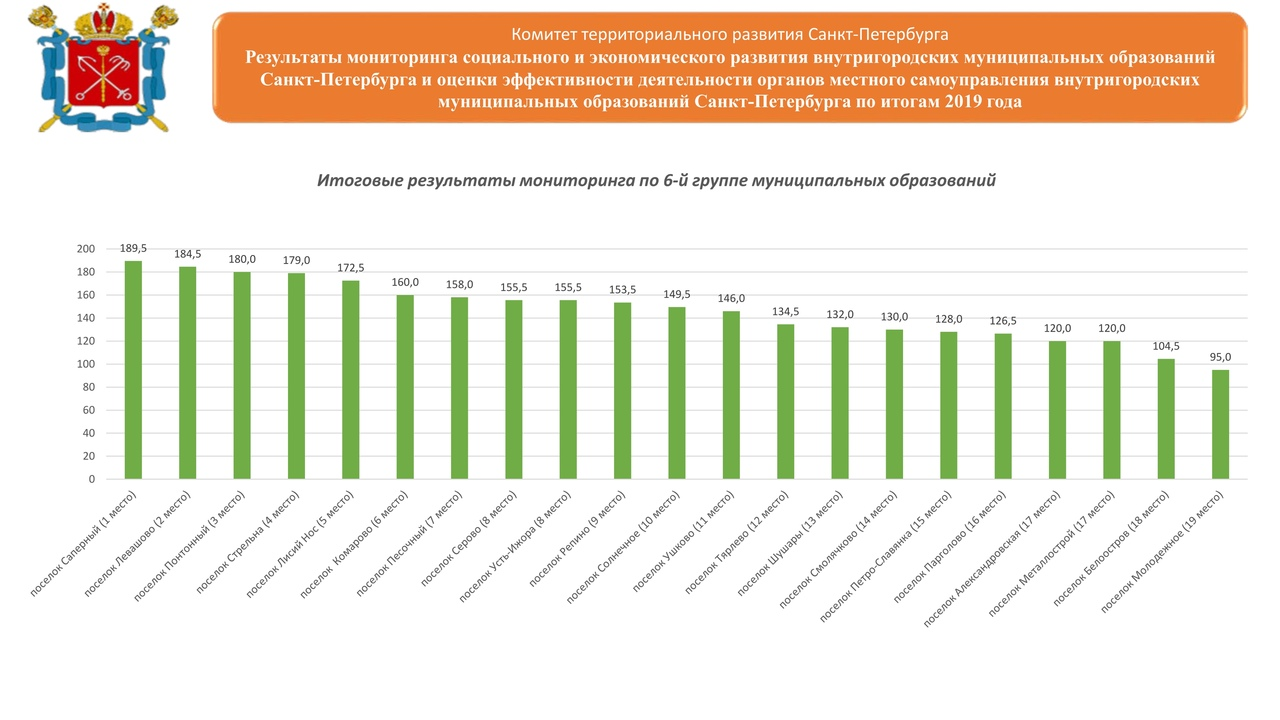 Комитет территориального развития Санкт-Петербурга
Результаты мониторинга социального и экономического развития внутригородских муниципальных образований
Санкт-Петербурга и оценки эффективности деятельности органов местного самоуправления внутригородских
муниципальных образований Санкт-Петербурга по итогам 2019 года
Итоговые результаты мониторинга по 6-й группе муниципальных образований
200
180
160
140
120
100
80
60
40
20
0
189,5
184,5
180,0
179,0
172,5
160,0
158,0
155,5
155,5
153,5
149,5
146,0
134,5
132,0
130,0
128,0
126,5
120,0
120,0
104,5
95,0
поселок Саперный (1 место)
поселок Левашово (2 место)
поселок Понтонный (3 место)
поселок Стрельна (4 место)
поселок Лисий Нос (5 место)
поселок Комарово (6 место)
поселок Песочный (7 место)
поселок Серово (8 место)
поселок Усть-Ижора (8 место)
поселок Репино (9 место)
поселок Солнечное (10 место)
поселок Ушково (11 место)
поселок Тярлево (12 место)
поселок Шушары (13 место)
поселок Смолячково (14 место)
поселок Петро-Славянка (15 место)
поселок Парголово (16 место)
поселок Александровская (17 место)
поселок Металлострой (17 место)
поселок Белоостров (18 место)
поселок Молодежное (19 место)